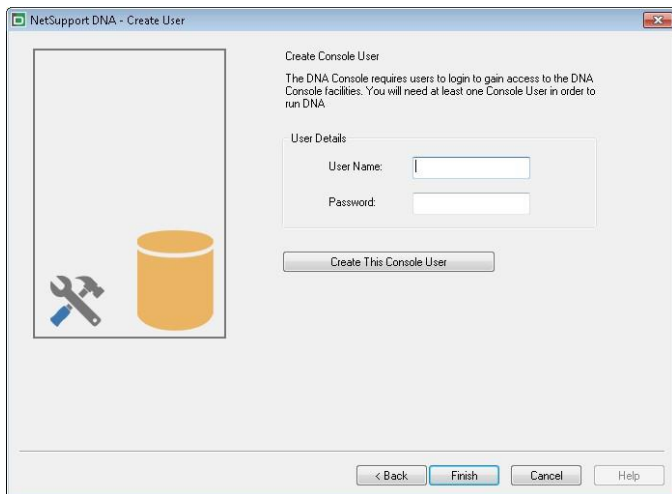 NetSupport DNA - Create User
Create Console User
The DNA Console requires users to login to gain access to the DNA
Console facilities. You will need at least one Console User in order to
run DNA
User Details
User Name:
Password:
Create This Console User
< Back
Finish
Cancel
Help